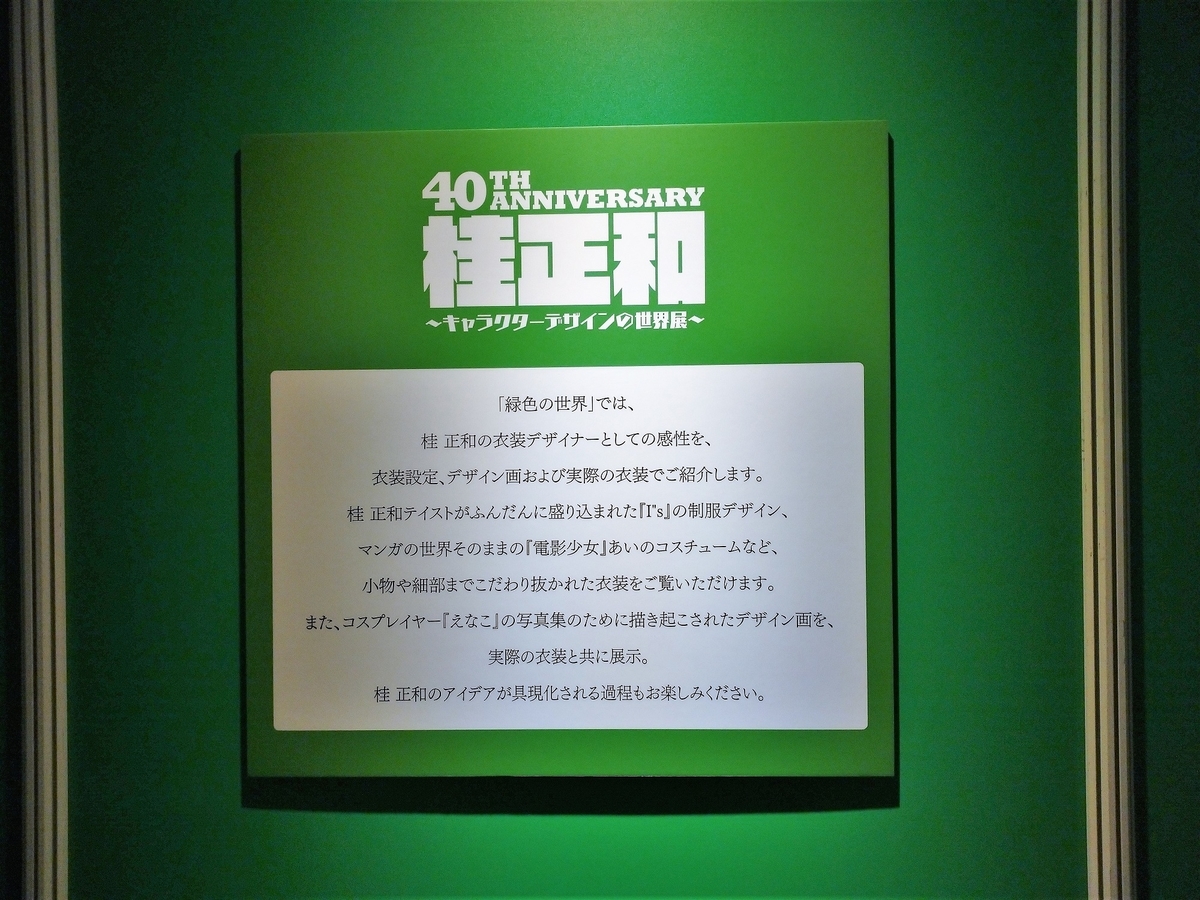 40TH ANNIVERSARY
桂正和
～キャラクターデザインの世界展～
「緑色の世界」では、
桂 正和の衣装デザイナーとしての感性を、
衣装設定、デザイン画および実際の衣装でご紹介します。
桂 正和テイストがふんだんに盛り込まれた『I"s』の制服デザイン、
マンガの世界そのままの『電影少女』あいのコスチュームなど、
小物や細部までこだわり抜かれた衣装をご覧いただけます。
また、コスプレイヤー『えなこ』の写真集のために描き起こされたデザイン画を、
実際の衣装と共に展示。
桂 正和のアイデアが具現化される過程もお楽しみください。